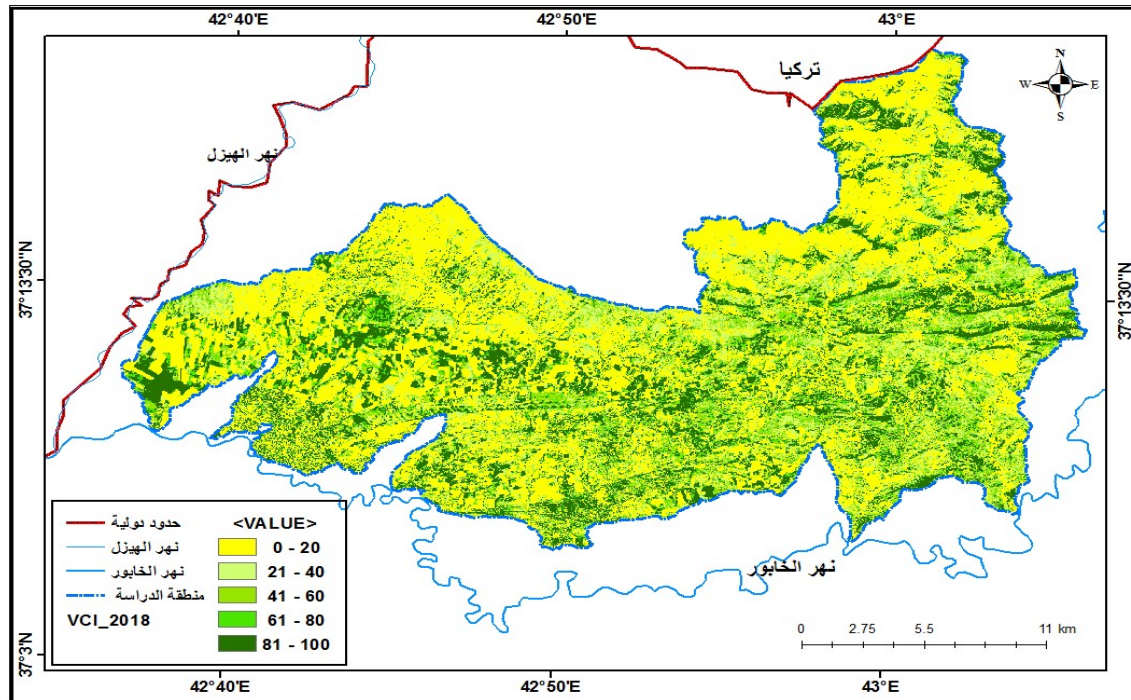 42°40'E 42°50'E 43°E
تركيا
N
W E
S
نهر الهيزل
37°13'30"N 37°13'30"N
نهر الخابور
حدود دولية
نهر الهيزل
نهر الخابور
منطقة الدراسة
VCI_2018
<VALUE>
0 - 20
21 - 40
41 - 60
61 - 80
81 - 100
0 2.75 5.5 11 km
37°3'N 37°3'N
42°40'E 42°50'E 43°E